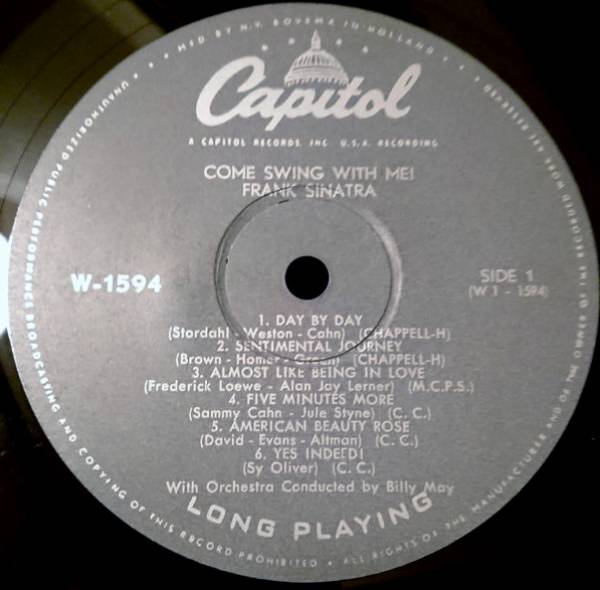 MFD BY N.V. BOVEMA IN HOLLAND
Capitol
A CAPITOL RECORDS, INC. U.S.A. RECORDING
COME SWING WITH ME!
FRANK SINATRA
W-1594
SIDE 1
(W 1 - 1594)
1. DAY BY DAY
(Stordahl - Weston - Cahn) (CHAPPELL-H)
2. SENTIMENTAL JOURNEY
(Brown - Homer - Green) (CHAPPELL-H)
3. ALMOST LIKE BEING IN LOVE
(Frederick Loewe - Alan Jay Lerner) (M.C.P.S.)
4. FIVE MINUTES MORE
(Sammy Cahn - Jule Styne) (C. C.)
5. AMERICAN BEAUTY ROSE
(David - Evans - Altman) (C. C.)
6. YES INDEED!
(Sy Oliver) (C. C.)
With Orchestra Conducted by Billy May
LONG PLAYING
UNAUTHORIZED PUBLIC PERFORMANCE BROADCASTING AND COPYING OF THIS RECORD PROHIBITED • ALL RIGHTS OF THE MANUFACTURER AND OF THE OWNER OF THE RECORDED WORK RESERVED